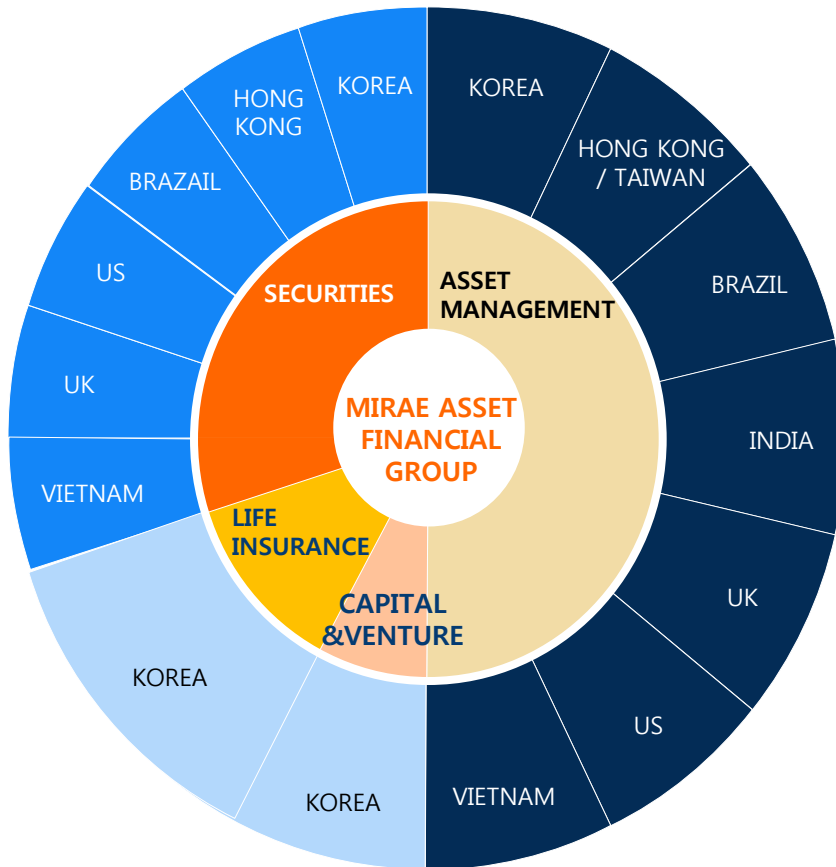 MIRAE ASSET
FINANCIAL
GROUP
SECURITIES
ASSET
MANAGEMENT
LIFE
INSURANCE
CAPITAL
&VENTURE
KOREA
HONG KONG
/ TAIWAN
BRAZIL
INDIA
UK
US
VIETNAM
KOREA
KOREA
VIETNAM
UK
US
BRAZAIL
HONG
KONG
KOREA